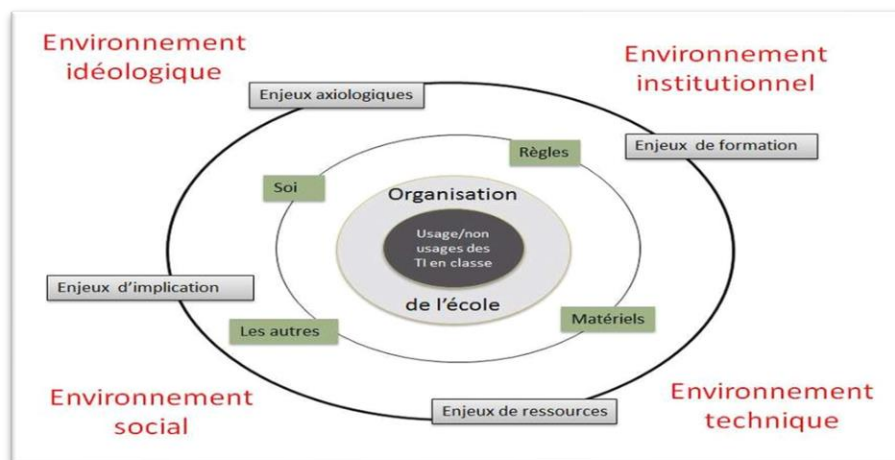 Environnement
idéologique
Environnement
institutionnel
Enjeux axiologiques
Enjeux de formation
Règles
Soi
Organisation
Usage/non
usages des
TI en classe
de l'école
Enjeux d'implication
Les autres
Matériels
Environnement
social
Enjeux de ressources
Environnement
technique